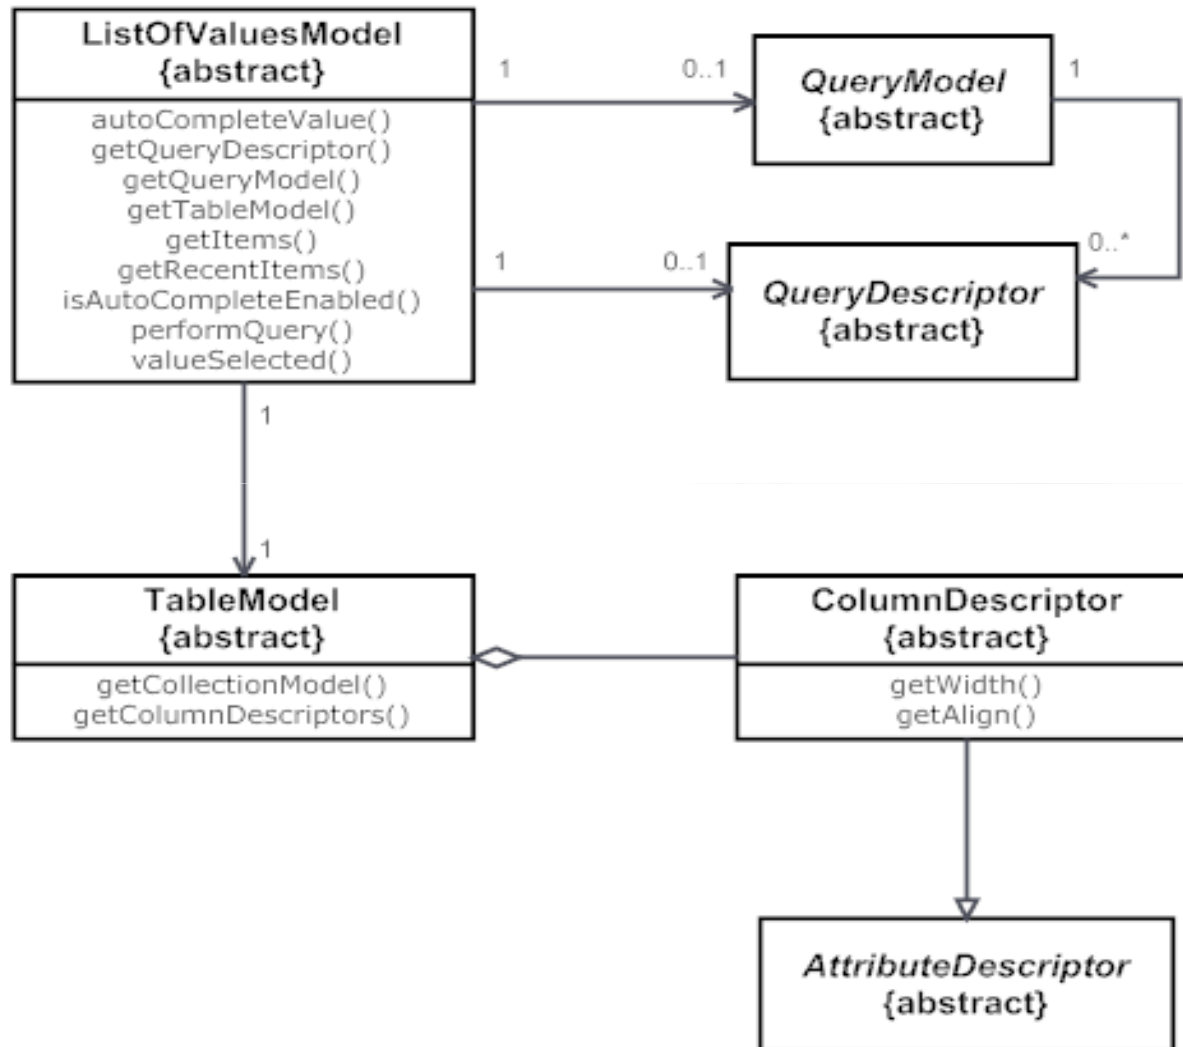 ListOfValuesModel
{abstract}
autoCompleteValue()
getQueryDescriptor()
getQueryModel()
getTableModel()
getItems()
getRecentItems()
isAutoCompleteEnabled()
performQuery()
valueSelected()
1
0..1
QueryModel
{abstract}
1
0..*
1
0..1
QueryDescriptor
{abstract}
1
1
TableModel
{abstract}
getCollectionModel()
getColumnDescriptors()
ColumnDescriptor
{abstract}
getWidth()
getAlign()
AttributeDescriptor
{abstract}